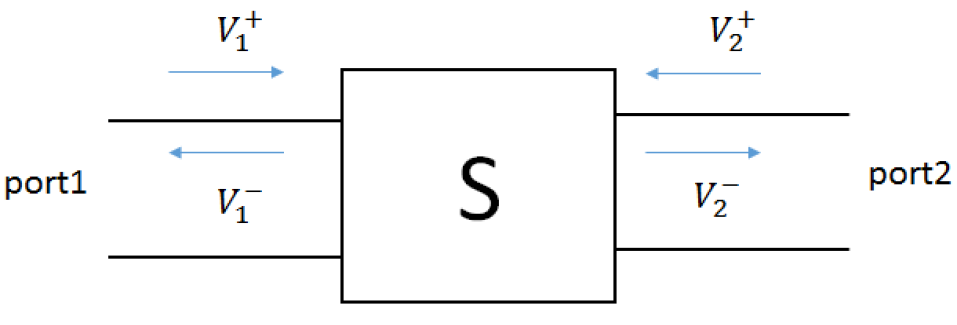 V₁⁺ V₂⁺
S
port1 port2
V₁⁻ V₂⁻